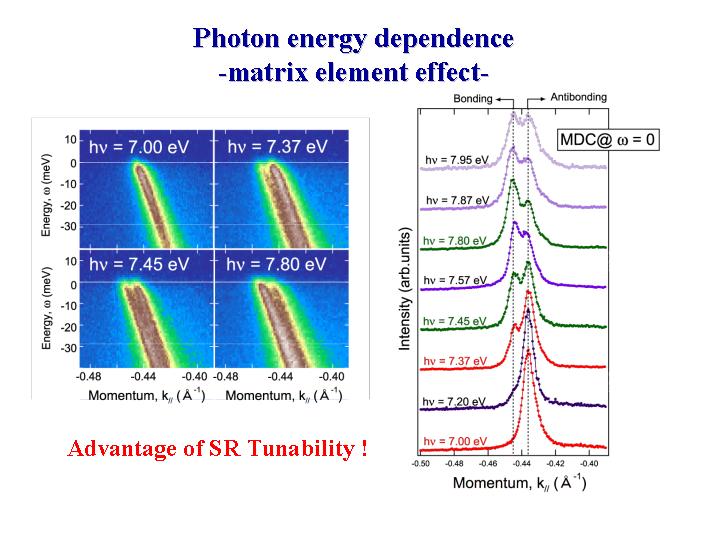 Photon energy dependence
-matrix element effect-
hν = 7.00 eV
hν = 7.37 eV
hν = 7.45 eV
hν = 7.80 eV
Energy, ω (meV)
10
0
-10
-20
-30
Energy, ω (meV)
10
0
-10
-20
-30
-0.48
-0.44
-0.40
-0.48
-0.44
-0.40
Momentum, k// ( Å-1)
Momentum, k// ( Å-1)
Advantage of SR Tunability !
Bonding
Antibonding
MDC@ ω = 0
hν = 7.95 eV
hν = 7.87 eV
hν = 7.80 eV
hν = 7.57 eV
hν = 7.45 eV
hν = 7.37 eV
hν = 7.20 eV
hν = 7.00 eV
Intensity (arb.units)
-0.50
-0.48
-0.46
-0.44
-0.42
-0.40
Momentum, k// ( Å-1)